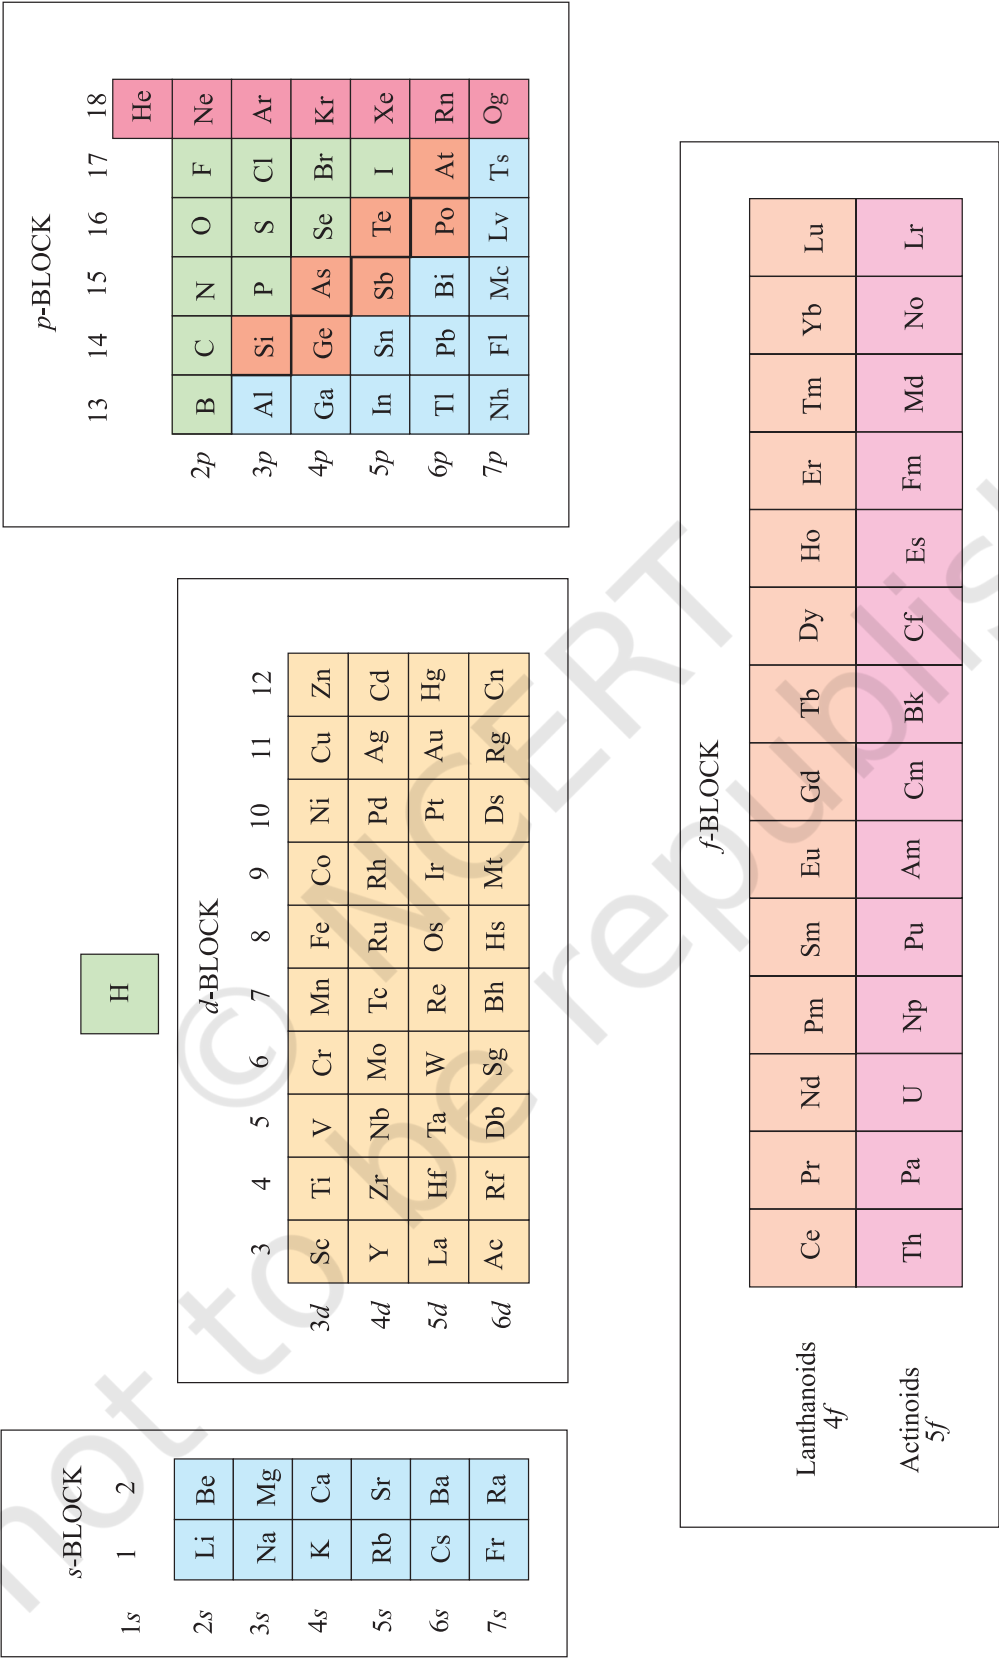 s-BLOCK
1 2
1s
2s Li Be
3s Na Mg
4s K Ca
5s Rb Sr
6s Cs Ba
7s Fr Ra
H
d-BLOCK
3 4 5 6 7 8 9 10 11 12
3d Sc Ti V Cr Mn Fe Co Ni Cu Zn
4d Y Zr Nb Mo Tc Ru Rh Pd Ag Cd
5d La Hf Ta W Re Os Ir Pt Au Hg
6d Ac Rf Db Sg Bh Hs Mt Ds Rg Cn
p-BLOCK
13 14 15 16 17 18
He
2p B C N O F Ne
3p Al Si P S Cl Ar
4p Ga Ge As Se Br Kr
5p In Sn Sb Te I Xe
6p Tl Pb Bi Po At Rn
7p Nh Fl Mc Lv Ts Og
f-BLOCK
Lanthanoids
4f
Ce Pr Nd Pm Sm Eu Gd Tb Dy Ho Er Tm Yb Lu
Actinoids
5f
Th Pa U Np Pu Am Cm Bk Cf Es Fm Md No Lr
© NCERT
not to be republish